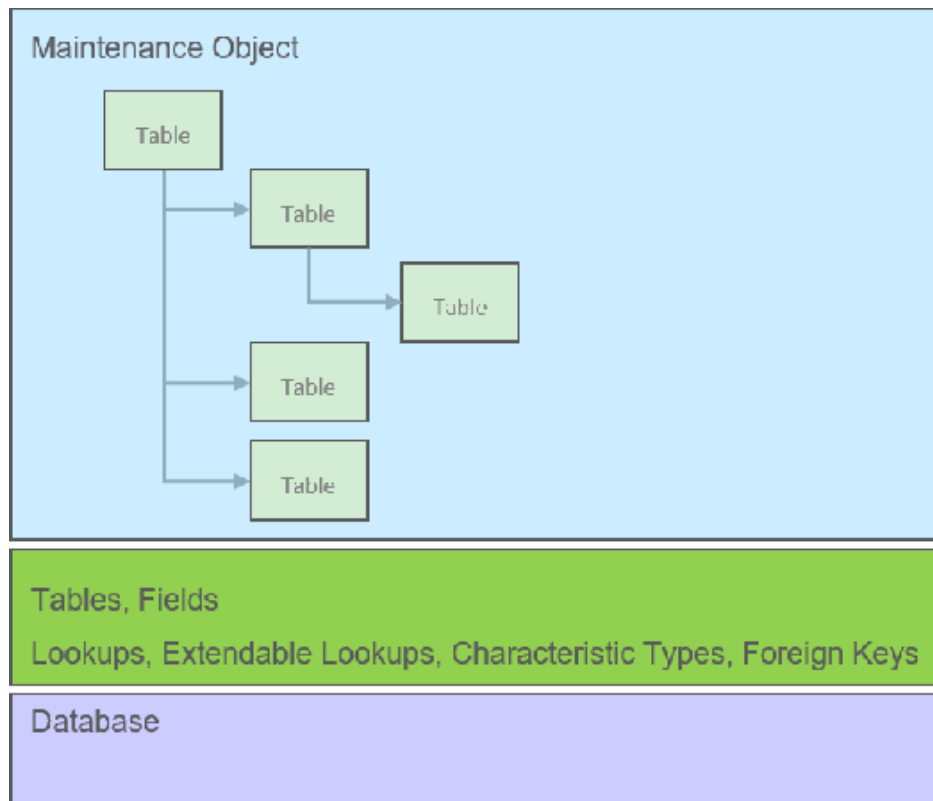 Maintenance Object
Table
Table
Table
Table
Table
Tables, Fields
Lookups, Extendable Lookups, Characteristic Types, Foreign Keys
Database